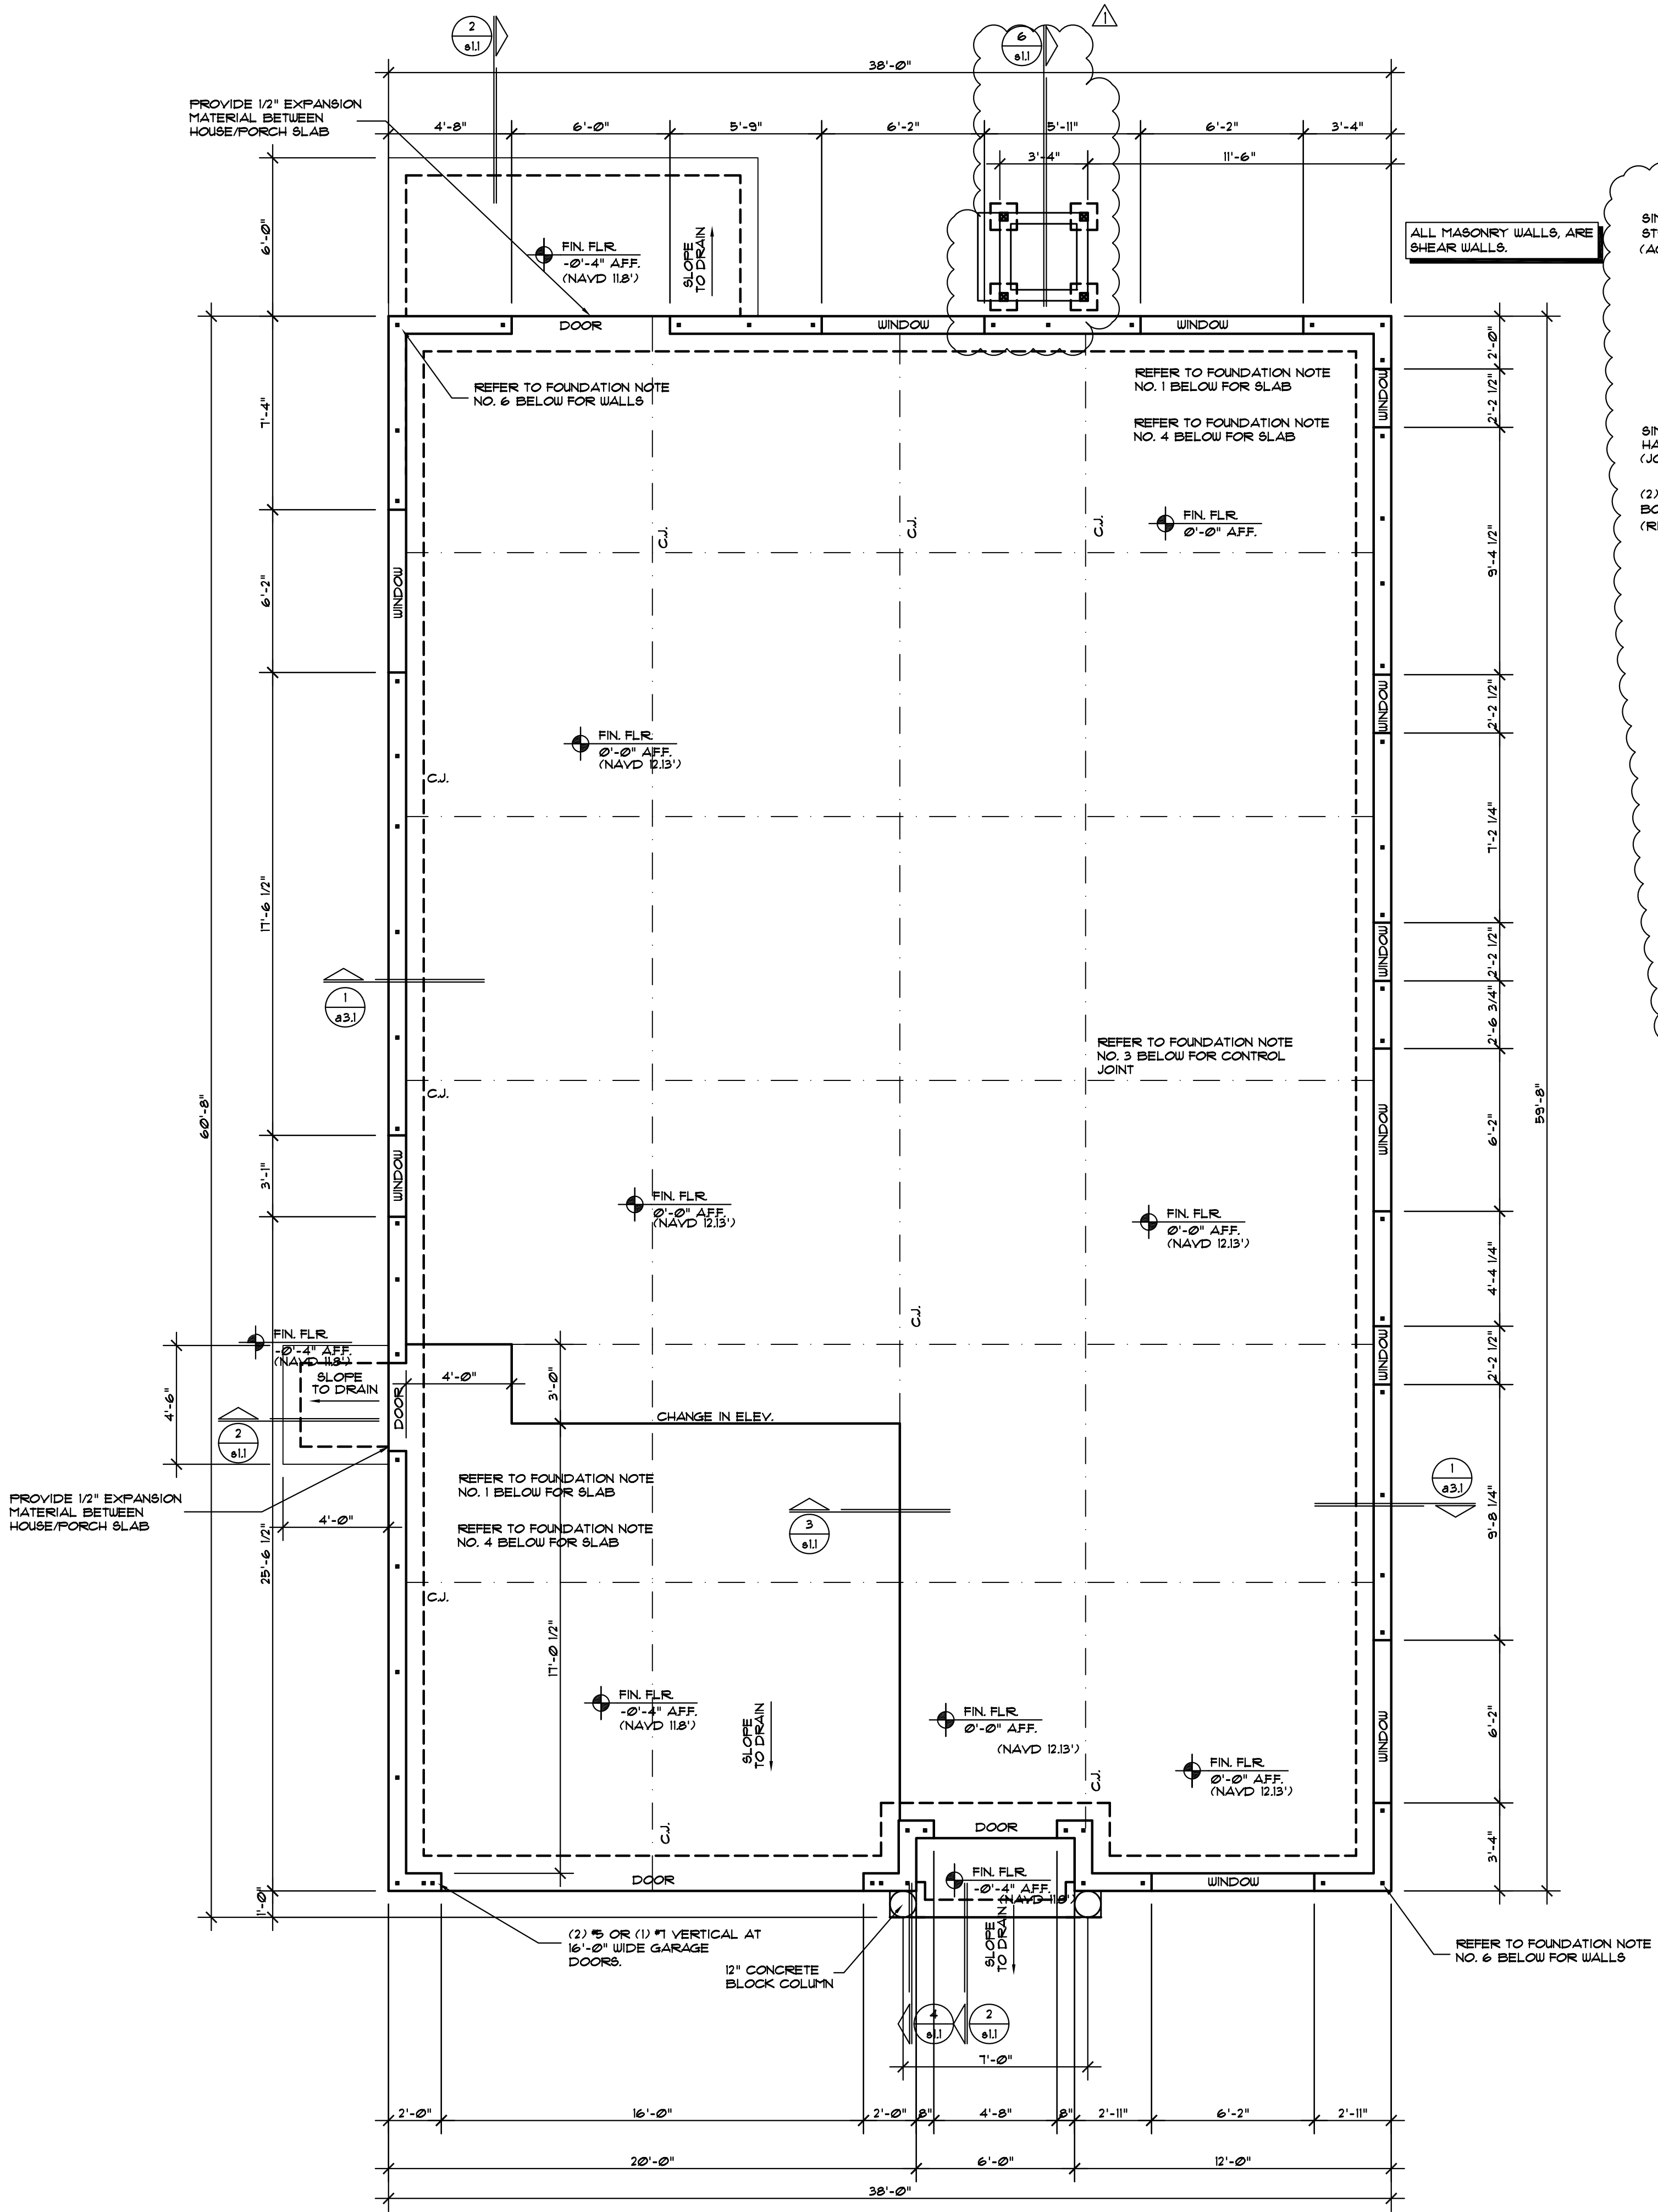 2
s1.1
6
s1.1
1
38'-0"
PROVIDE 1/2" EXPANSION
MATERIAL BETWEEN
HOUSE/PORCH SLAB
4'-8"
6'-0"
5'-9"
6'-2"
5'-11"
6'-2"
3'-4"
3'-4"
11'-6"
6'-0"
FIN. FLR.
-0'-4" A.F.F.
(NAVD 11.8')
SLOPE
TO DRAIN
ALL MASONRY WALLS, ARE
SHEAR WALLS.
DOOR
WINDOW
WINDOW
REFER TO FOUNDATION NOTE
NO. 6 BELOW FOR WALLS
REFER TO FOUNDATION NOTE
NO. 1 BELOW FOR SLAB
REFER TO FOUNDATION NOTE
NO. 4 BELOW FOR SLAB
2'-0"
WINDOW
2'-2 1/2"
7'-4"
C.J.
C.J.
C.J.
FIN. FLR.
0'-0" A.F.F.
9'-4 1/2"
WINDOW
6'-2"
WINDOW
2'-2 1/2"
FIN. FLR.
0'-0" A.F.F.
(NAVD 12.13')
C.J.
7'-2 1/4"
17'-6 1/2"
WINDOW
2'-2 1/2"
1
a3.1
2'-6 3/4"
REFER TO FOUNDATION NOTE
NO. 3 BELOW FOR CONTROL
JOINT
C.J.
60'-8"
59'-8"
WINDOW
6'-2"
WINDOW
3'-1"
FIN. FLR.
0'-0" A.F.F.
(NAVD 12.13')
FIN. FLR.
0'-0" A.F.F.
(NAVD 12.13')
4'-4 1/4"
C.J.
FIN. FLR.
-0'-4" A.F.F.
(NAVD 11.8')
SLOPE
TO DRAIN
DOOR
4'-0"
3'-0"
WINDOW
2'-2 1/2"
4'-6"
CHANGE IN ELEV.
2
s1.1
REFER TO FOUNDATION NOTE
NO. 1 BELOW FOR SLAB
1
a3.1
PROVIDE 1/2" EXPANSION
MATERIAL BETWEEN
HOUSE/PORCH SLAB
4'-0"
REFER TO FOUNDATION NOTE
NO. 4 BELOW FOR SLAB
3
s1.1
9'-8 1/4"
25'-6 1/2"
C.J.
17'-0 1/2"
FIN. FLR.
-0'-4" A.F.F.
(NAVD 11.8')
SLOPE
TO DRAIN
FIN. FLR.
0'-0" A.F.F.
(NAVD 12.13')
WINDOW
6'-2"
FIN. FLR.
0'-0" A.F.F.
(NAVD 12.13')
C.J.
C.J.
DOOR
3'-4"
DOOR
FIN. FLR.
-0'-4" A.F.F.
(NAVD 11.8')
WINDOW
1'-0"
(2) #5 OR (1) #7 VERTICAL AT
16'-0" WIDE GARAGE
DOORS.
SLOPE
TO DRAIN
12" CONCRETE
BLOCK COLUMN
REFER TO FOUNDATION NOTE
NO. 6 BELOW FOR WALLS
4
s1.1
2
s1.1
7'-0"
2'-0"
16'-0"
2'-0"
8"
4'-8"
8"
2'-11"
6'-2"
2'-11"
20'-0"
6'-0"
12'-0"
38'-0"